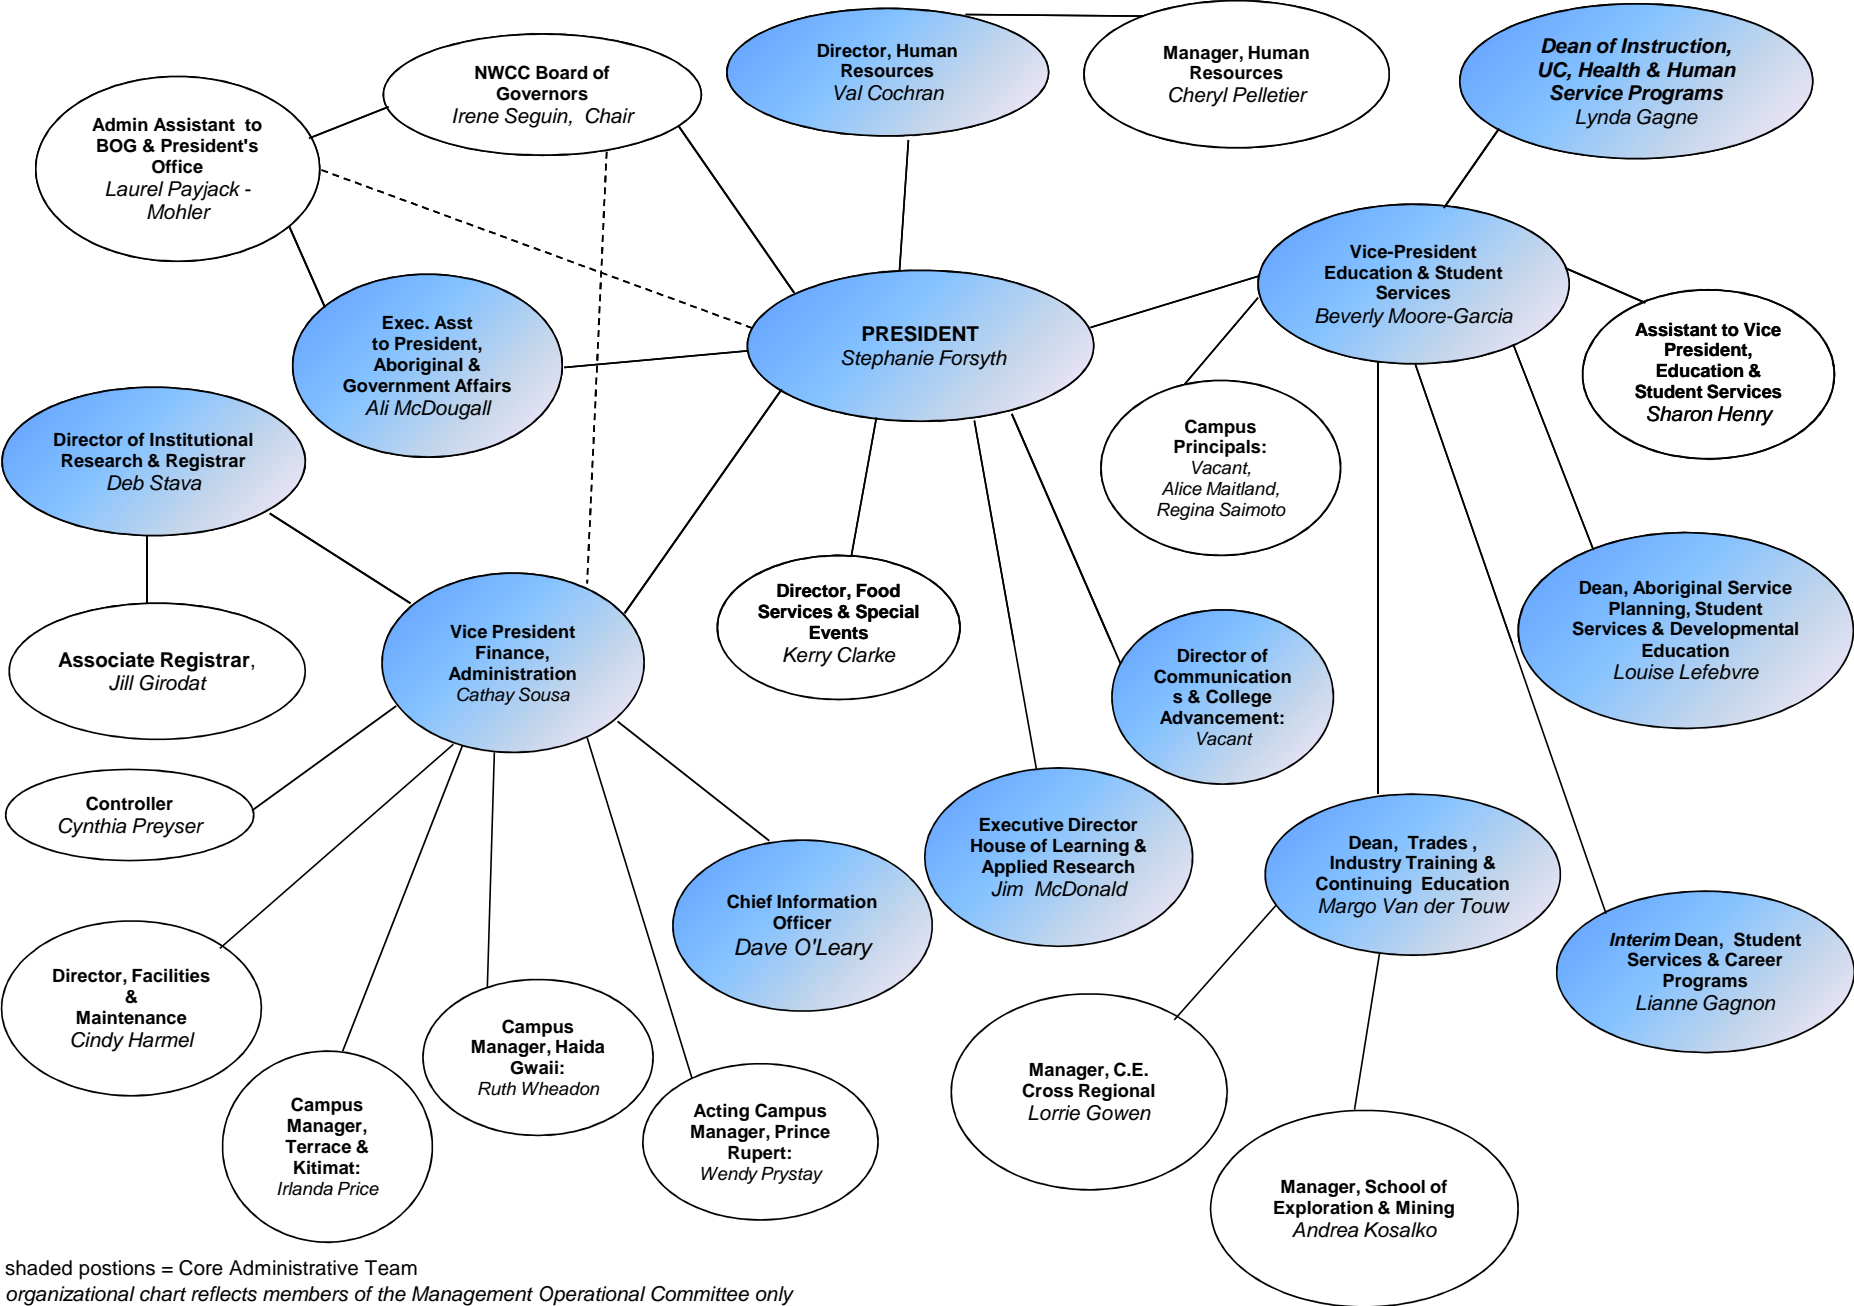 Director, Human
Resources
Val Cochran
Manager, Human
Resources
Cheryl Pelletier
Dean of Instruction,
UC, Health & Human
Service Programs
Lynda Gagne
NWCC Board of
Governors
Irene Seguin, Chair
Admin Assistant to
BOG & President's
Office
Laurel Payjack -
Mohler
Vice-President
Education & Student
Services
Beverly Moore-Garcia
Exec. Asst
to President,
Aboriginal &
Government Affairs
Ali McDougall
PRESIDENT
Stephanie Forsyth
Assistant to Vice
President,
Education &
Student Services
Sharon Henry
Director of Institutional
Research & Registrar
Deb Stava
Campus
Principals:
Vacant,
Alice Maitland,
Regina Saimoto
Associate Registrar,
Jill Girodat
Vice President
Finance,
Administration
Cathay Sousa
Director, Food
Services & Special
Events
Kerry Clarke
Director of
Communication
s & College
Advancement:
Vacant
Dean, Aboriginal Service
Planning, Student
Services & Developmental
Education
Louise Lefebvre
Controller
Cynthia Preyser
Executive Director
House of Learning &
Applied Research
Jim McDonald
Dean, Trades ,
Industry Training &
Continuing Education
Margo Van der Touw
Chief Information
Officer
Dave O'Leary
Interim Dean, Student
Services & Career
Programs
Lianne Gagnon
Director, Facilities
&
Maintenance
Cindy Harmel
Campus
Manager, Haida
Gwaii:
Ruth Wheadon
Campus
Manager,
Terrace &
Kitimat:
Irlanda Price
Acting Campus
Manager, Prince
Rupert:
Wendy Prystay
Manager, C.E.
Cross Regional
Lorrie Gowen
Manager, School of
Exploration & Mining
Andrea Kosalko
shaded postions = Core Administrative Team
organizational chart reflects members of the Management Operational Committee only